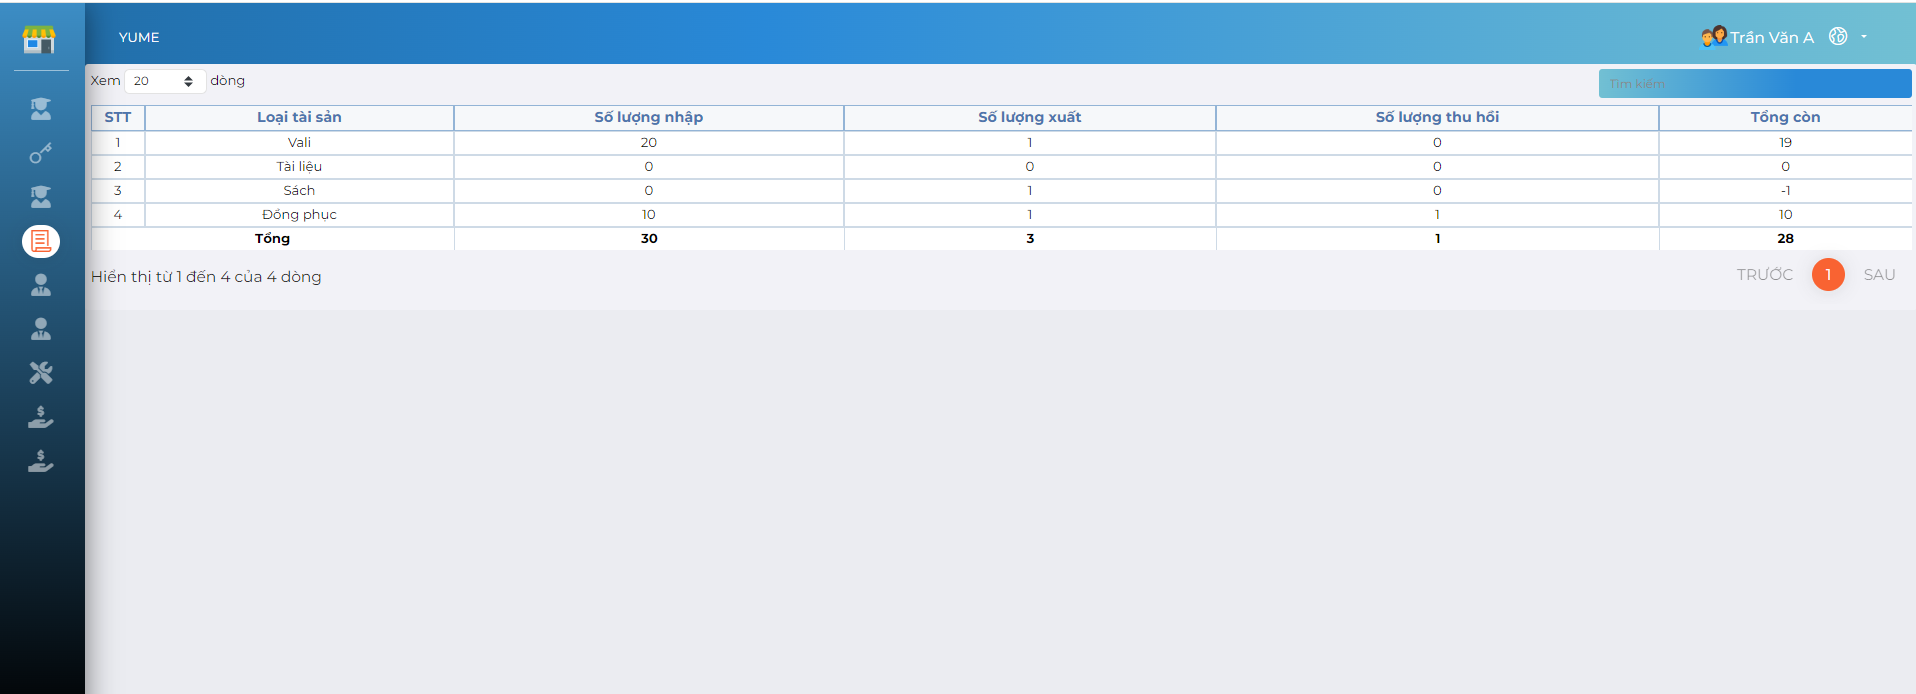 YUME
Trần Văn A
Xem 20 dòng
Tìm kiếm
STT Loại tài sản Số lượng nhập Số lượng xuất Số lượng thu hồi Tổng còn
1 Vali 20 1 0 19
2 Tài liệu 0 0 0 0
3 Sách 0 1 0 -1
4 Đồng phục 10 1 1 10
Tổng 30 3 1 28
Hiển thị từ 1 đến 4 của 4 dòng
TRƯỚC 1 SAU